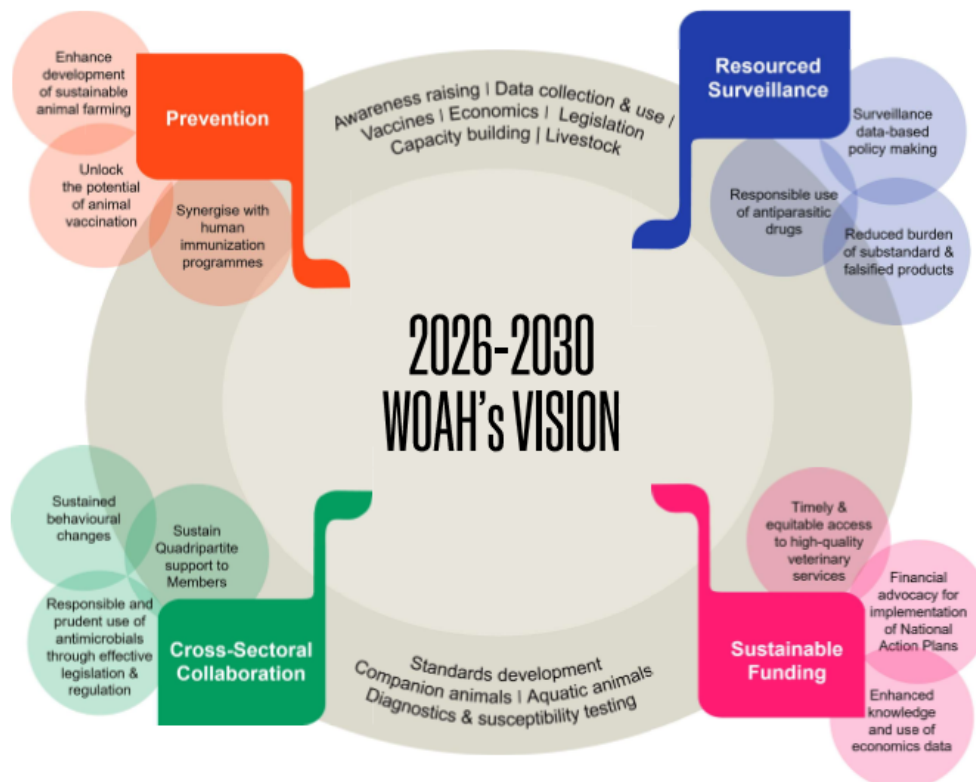 Enhance
development
of sustainable
animal farming
Prevention
Unlock
the potential
of animal
vaccination
Synergise with
human
immunization
programmes
Awareness raising | Data collection & use /
Vaccines | Economics | Legislation
Capacity building | Livestock
Resourced
Surveillance
Surveillance
data-based
policy making
Responsible use
of antiparasitic
drugs
Reduced burden
of substandard &
falsified products
2026-2030
WOAH's VISION
Sustained
behavioural
changes
Sustain
Quadripartite
support to
Members
Responsible and
prudent use of
antimicrobials
through effective
legislation &
regulation
Cross-Sectoral
Collaboration
Standards development
Companion animals | Aquatic animals
Diagnostics & susceptibility testing
Timely &
equitable access
to high-quality
veterinary
services
Financial
advocacy for
implementation
of National
Action Plans
Sustainable
Funding
Enhanced
knowledge
and use of
economics data